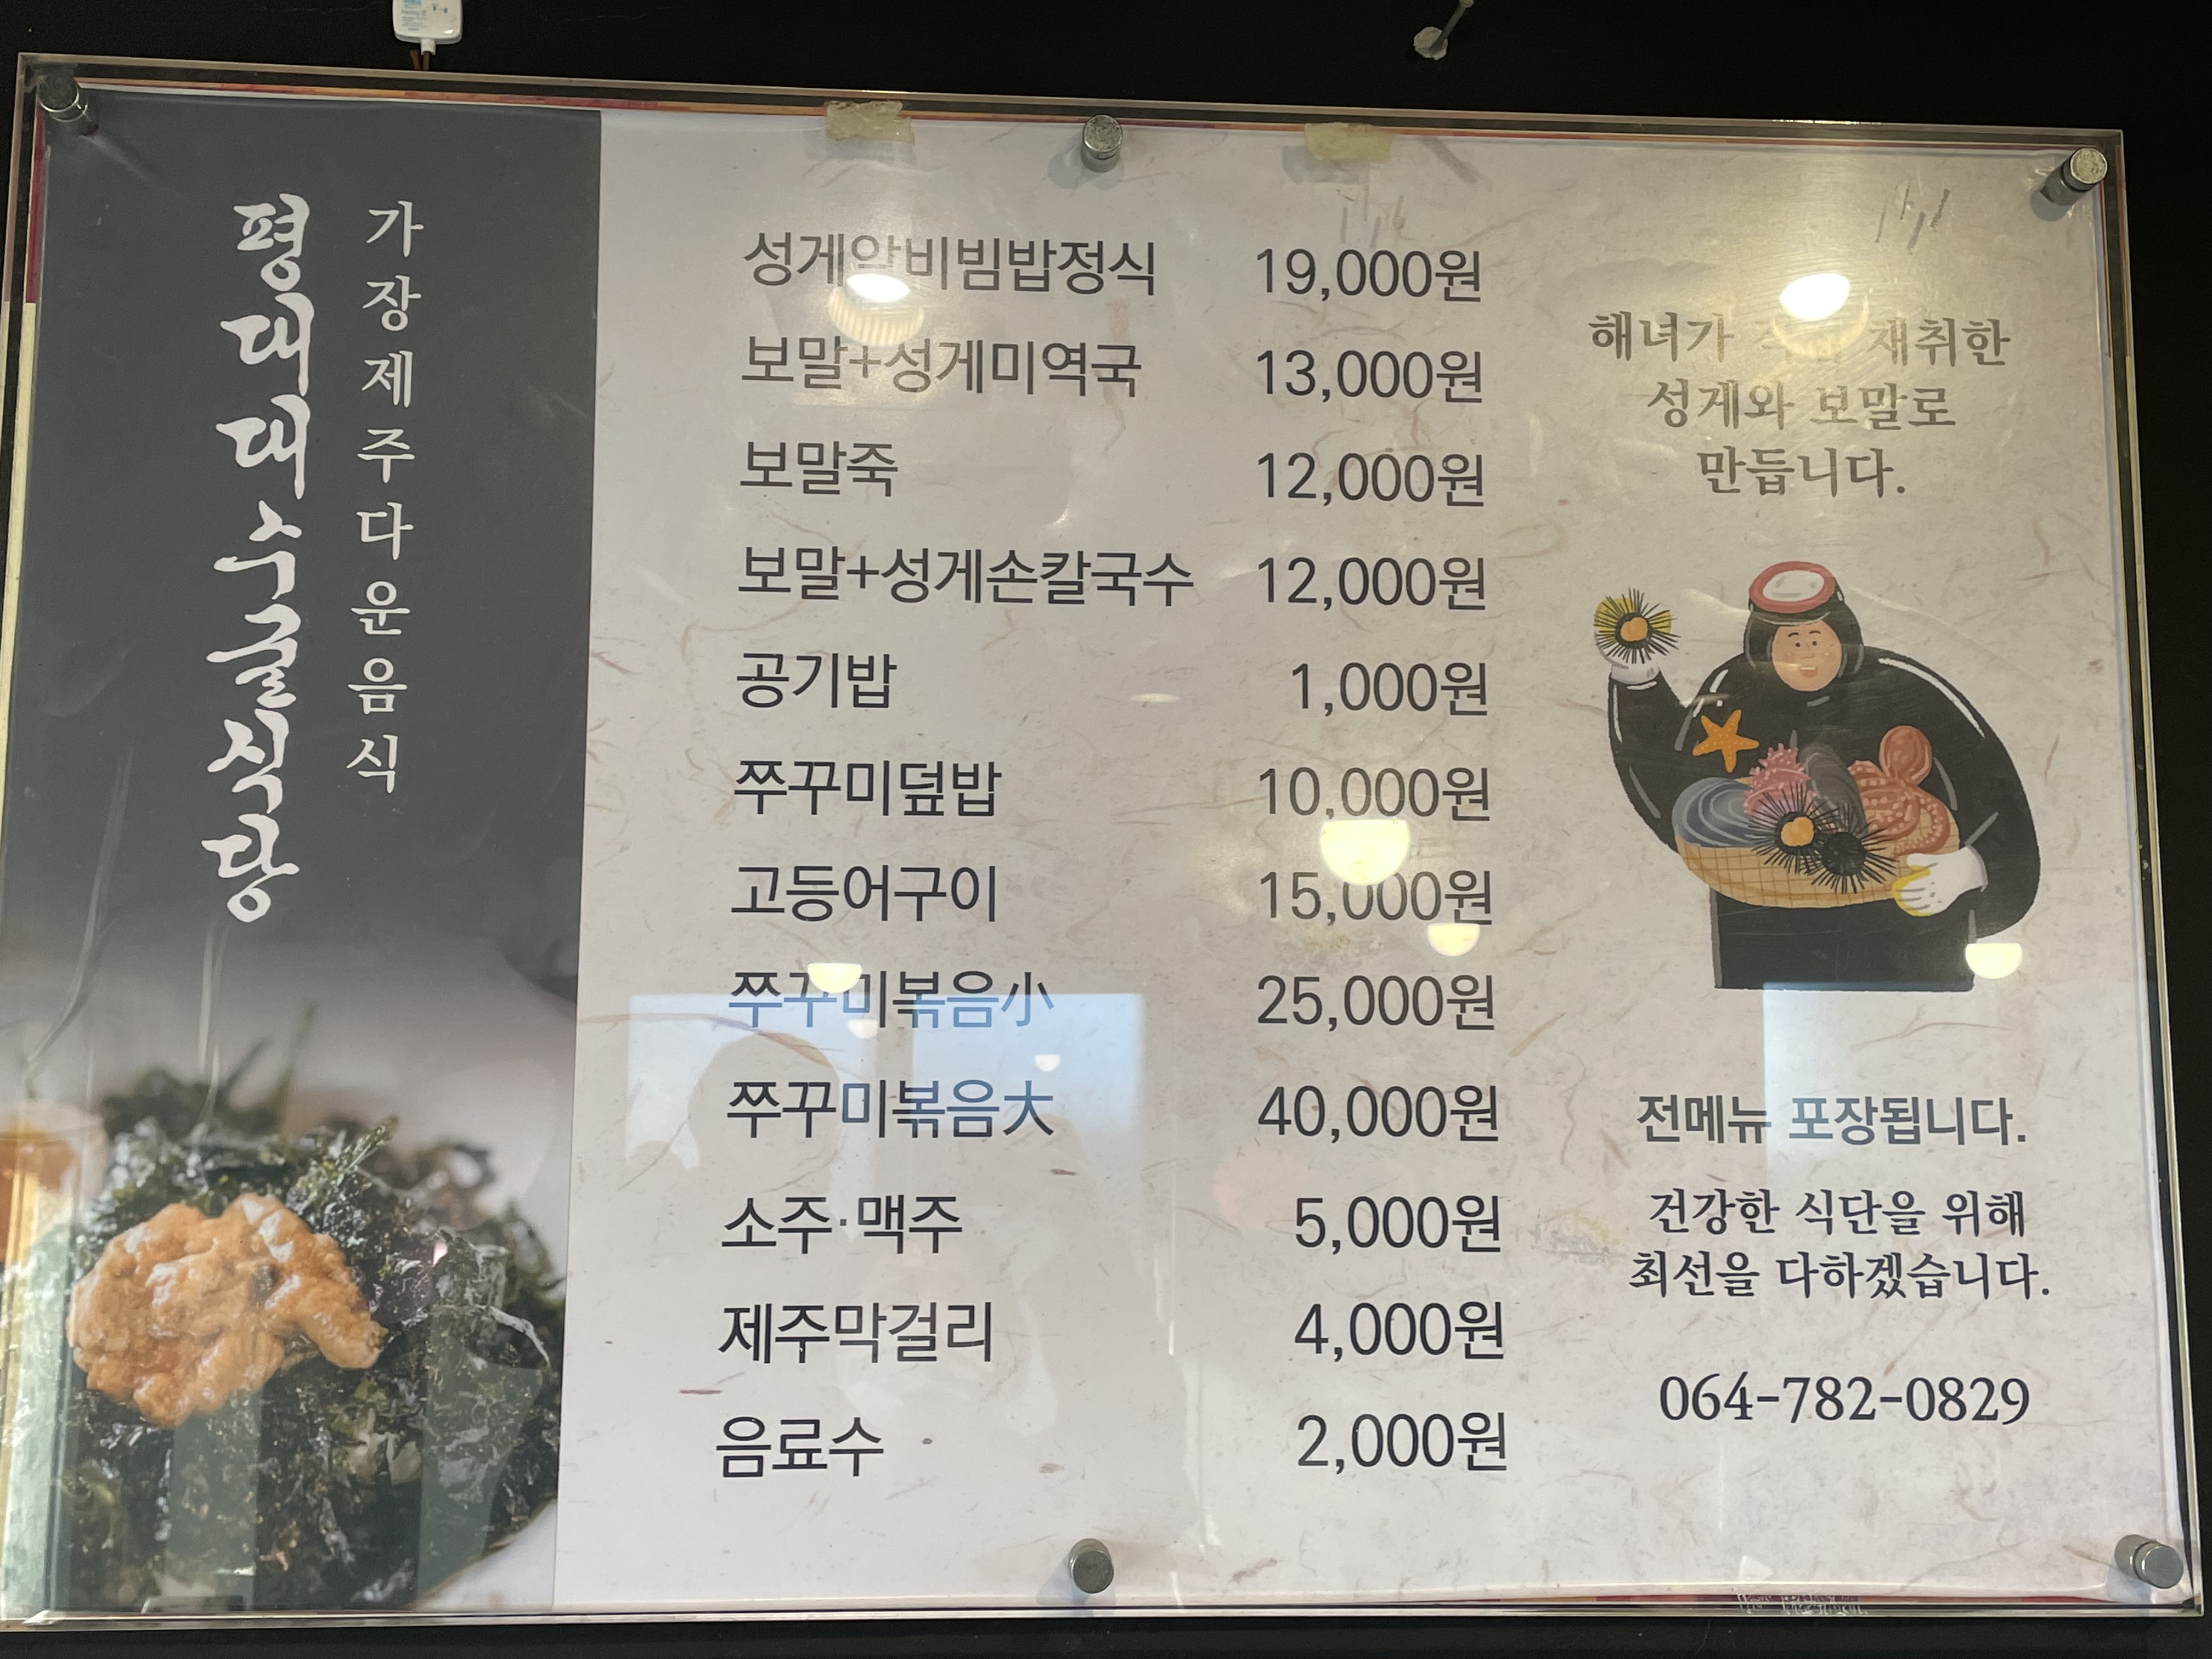 가장제주다운음식
평대대수굴식당
성게알비빔밥정식 19,000원
보말+성게미역국 13,000원
보말죽 12,000원
보말+성게손칼국수 12,000원
공기밥 1,000원
쭈꾸미덮밥 10,000원
고등어구이 15,000원
쭈꾸미볶음小 25,000원
쭈꾸미볶음大 40,000원
소주·맥주 5,000원
제주막걸리 4,000원
음료수 2,000원
해녀가 재취한
성게와 보말로
만듭니다.
전메뉴 포장됩니다.
건강한 식단을 위해
최선을 다하겠습니다.
064-782-0829